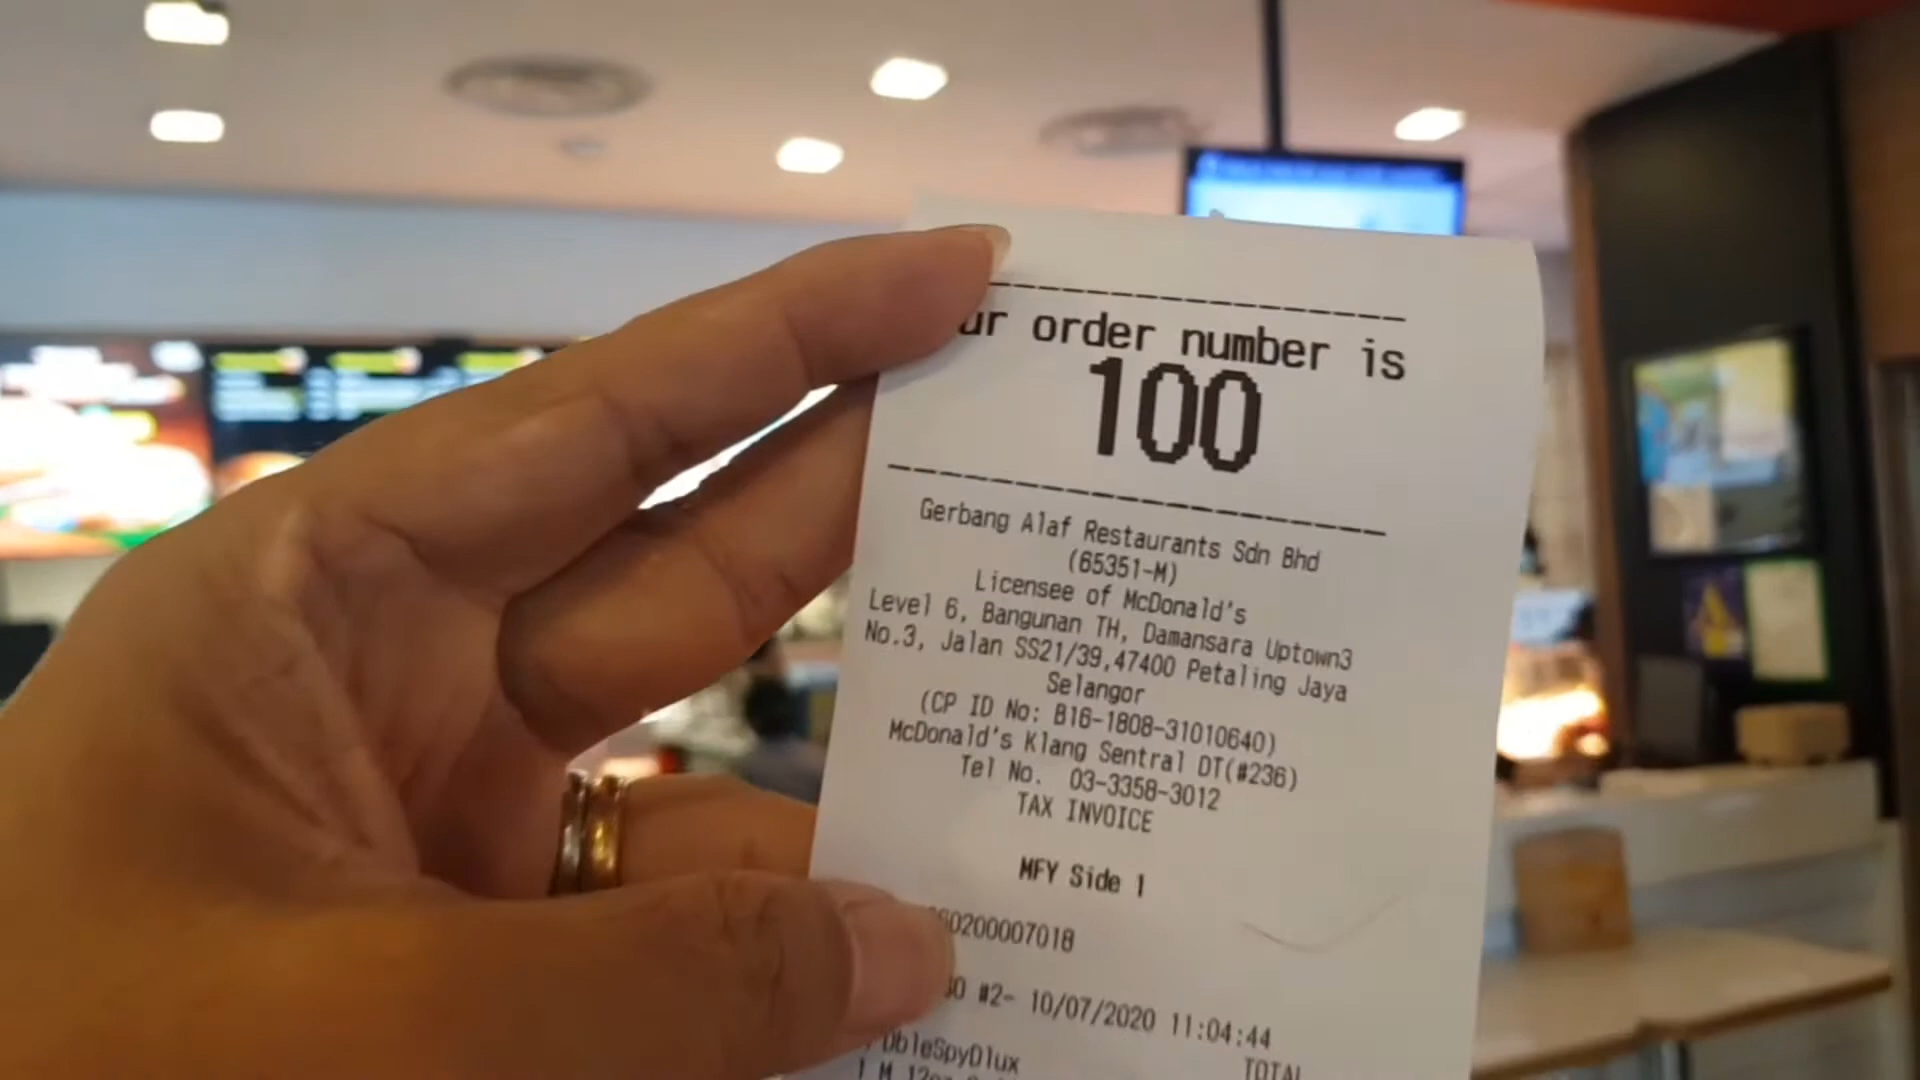 ur order number is
100
Gerbang Alaf Restaurants Sdn Bhd
(65351-M)
Licensee of McDonald's
Level 6, Bangunan TH, Damansara Uptown3
No.3, Jalan SS21/39,47400 Petaling Jaya
Selangor
(CP ID No: B16-1808-31010640)
McDonald's Klang Sentral DT(#236)
Tel No. 03-3358-3012
TAX INVOICE
MFY Side 1
60200007018
#2- 10/07/2020 11:04:44
TOTAL
DbleSpyDlux
1 M 12oz